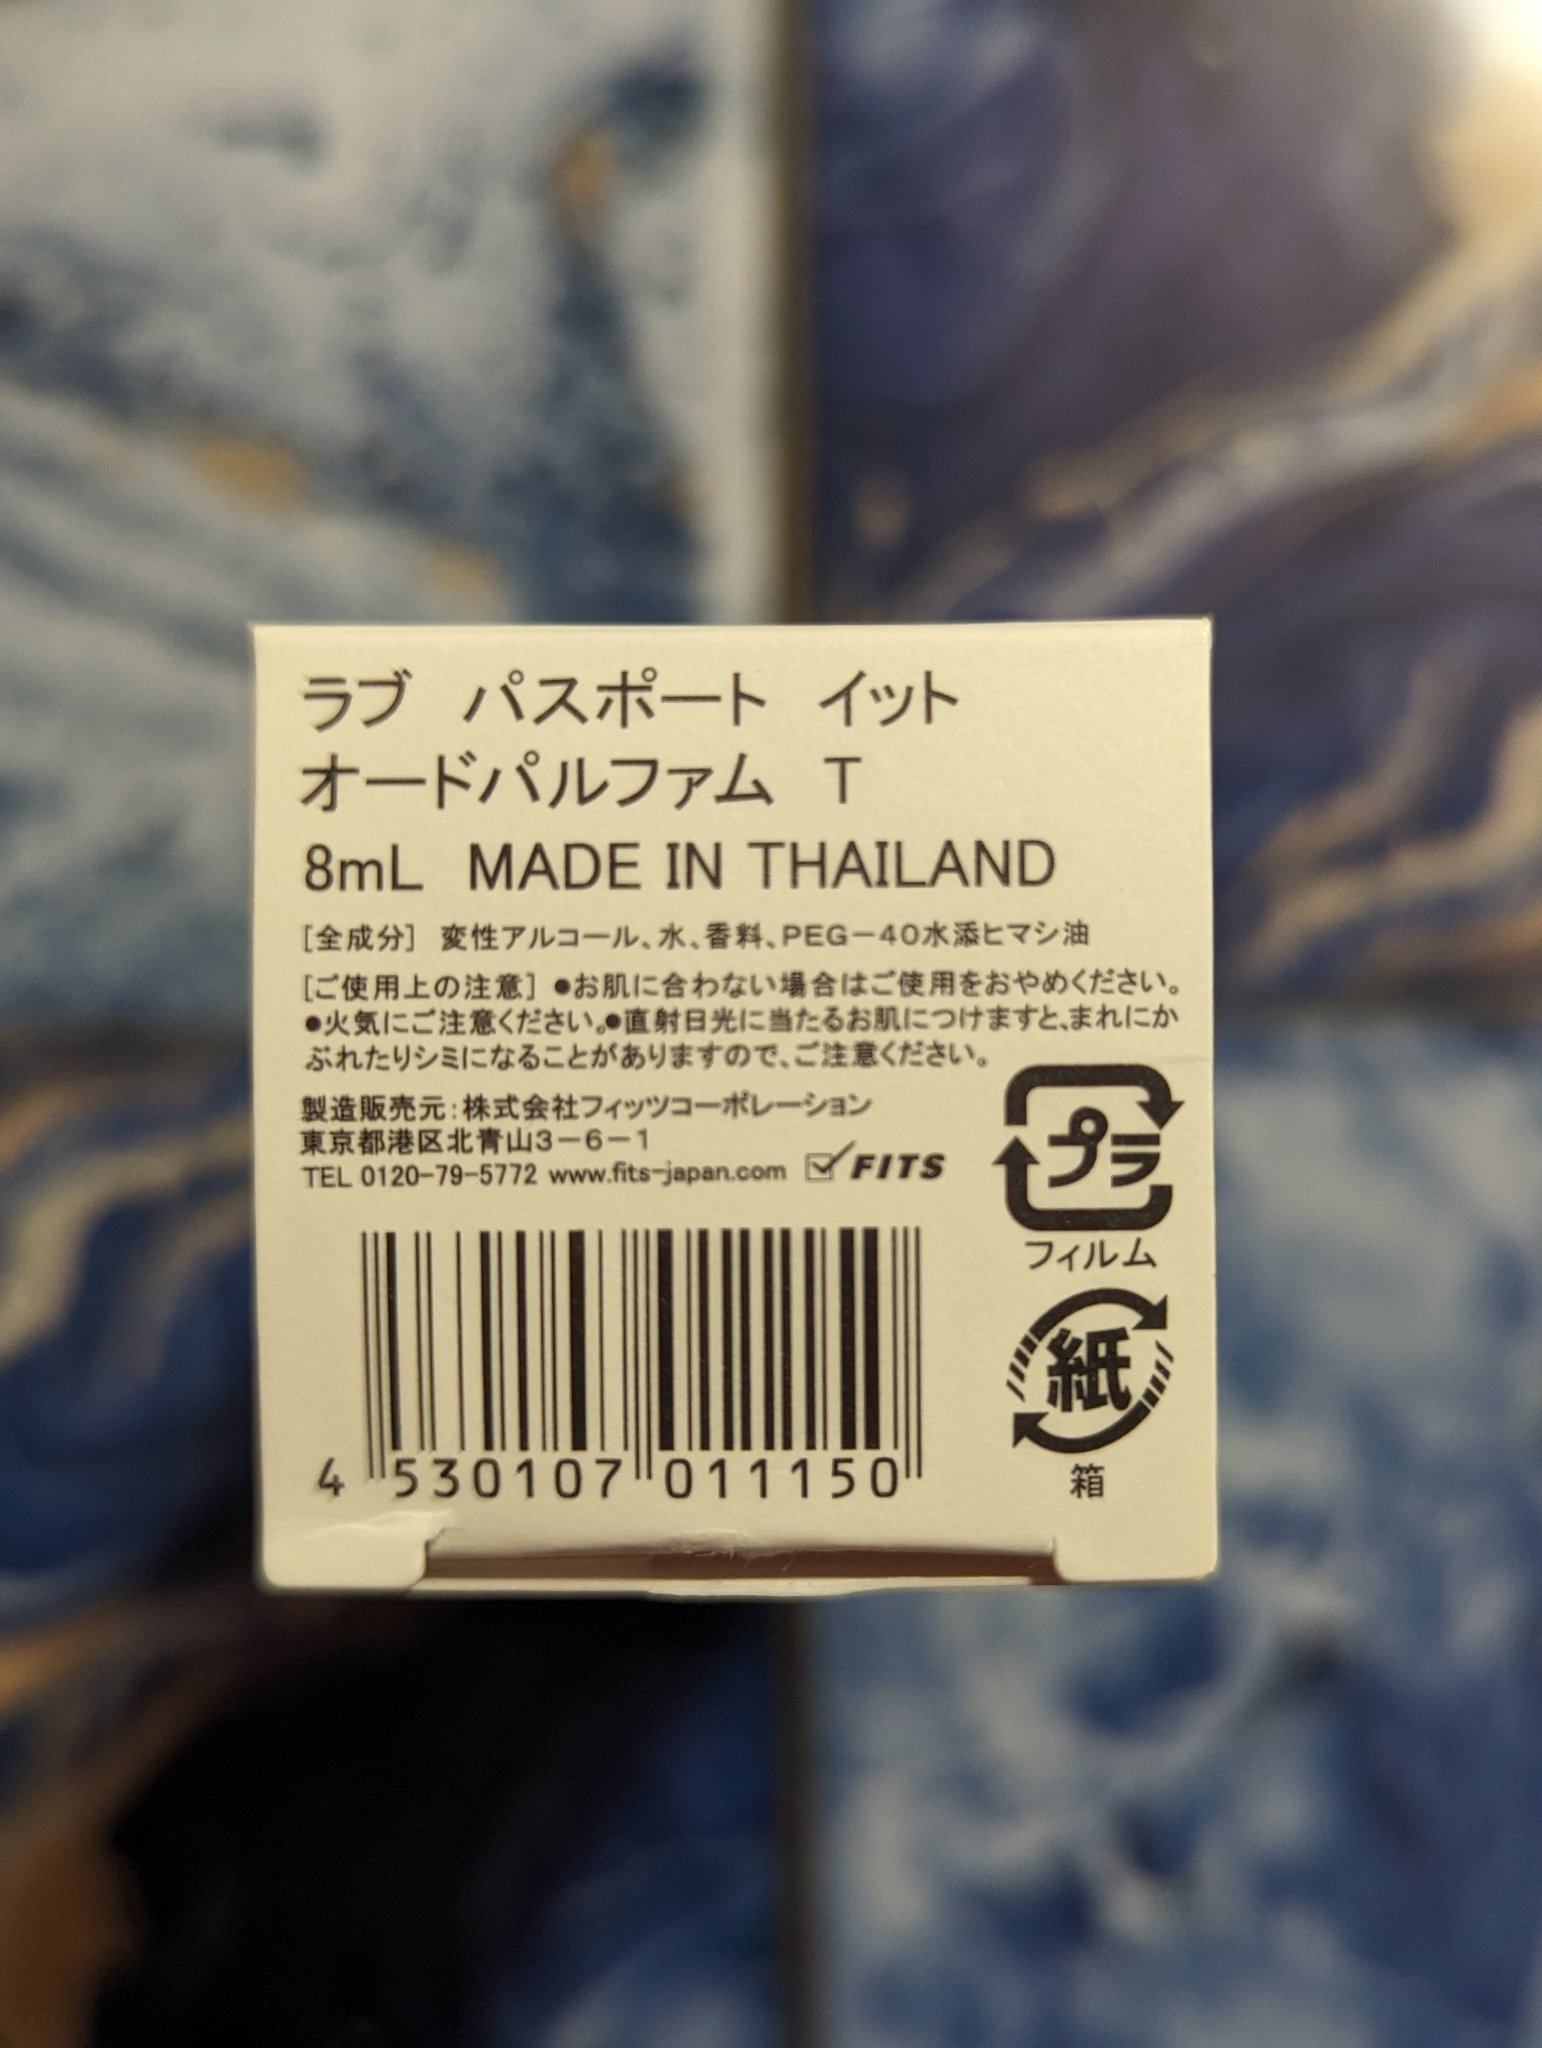 ラブ パスポート イット
オードパルファム T
8mL MADE IN THAILAND
[全成分] 変性アルコール、水、香料、PEG－40水添ヒマシ油
[ご使用上の注意] ●お肌に合わない場合はご使用をおやめください。
●火気にご注意ください。●直射日光に当たるお肌につけますと、まれにか
ぶれたりシミになることがありますので、ご注意ください。
製造販売元：株式会社フィッツコーポレーション
東京都港区北青山3－6－1
TEL 0120-79-5772 www.fits-japan.com FITS
プラ
フィルム
紙
箱
4 530107 011150